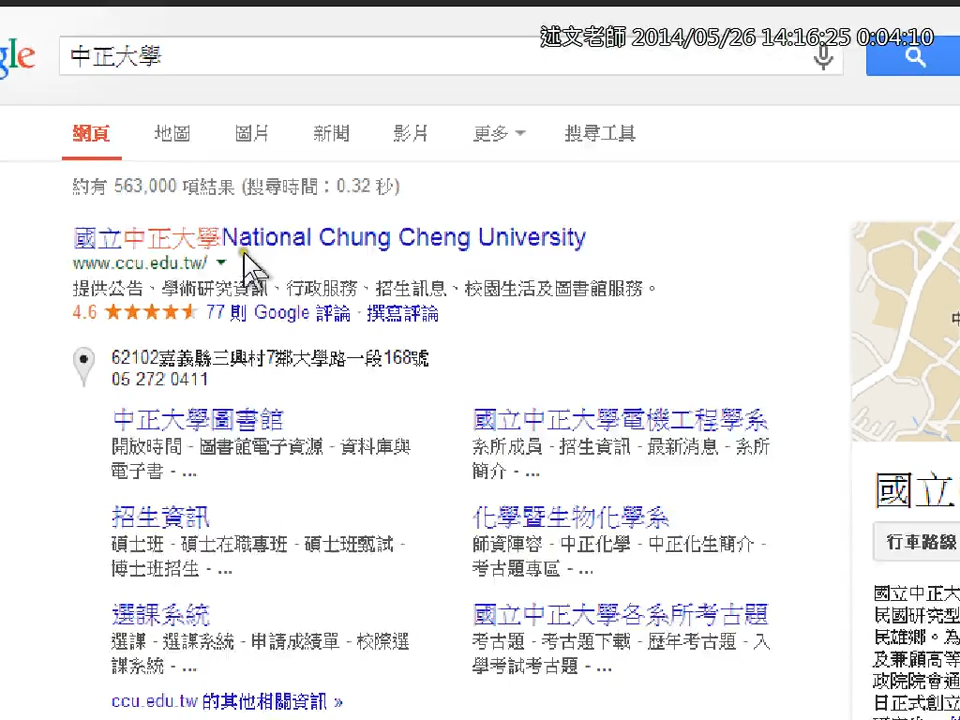 述文老師 2014/05/26 14:16:25 0:04:10
gle 中正大學
網頁 地圖 圖片 新聞 影片 更多 搜尋工具
約有 563,000 項結果 (搜尋時間：0.32 秒)
國立中正大學National Chung Cheng University
www.ccu.edu.tw/
提供公告、學術研究資訊、行政服務、招生訊息、校園生活及圖書館服務。
4.6 77 則 Google 評論 · 撰寫評論
62102嘉義縣三興村7鄰大學路一段168號
05 272 0411
中正大學圖書館
開放時間 - 圖書館電子資源 - 資料庫與
電子書 - ...
國立中正大學電機工程學系
系所成員 - 招生資訊 - 最新消息 - 系所
簡介 - ...
招生資訊
碩士班 - 碩士在職專班 - 碩士班甄試 -
博士班招生 - ...
化學暨生物化學系
師資陣容 - 中正化學 - 中正化生簡介 -
考古題專區 - ...
選課系統
選課 - 選課系統 - 申請成績單 - 校際選
課系統 - ...
國立中正大學各系所考古題
考古題 - 考古題下載 - 歷年考古題 - 入
學考試考古題 - ...
ccu.edu.tw 的其他相關資訊 »
中
國立
行車路線
國立中正大
民國研究型
民雄鄉。為
及兼顧高等
政院院會通
日正式創立